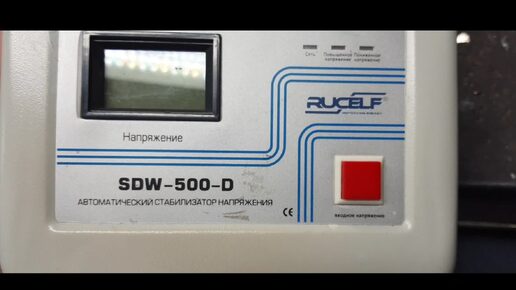 Сеть
Повышенное напряжение
Пониженное напряжение
RUCELF
Напряжение
SDW-500-D
АВТОМАТИЧЕСКИЙ СТАБИЛИЗАТОР НАПРЯЖЕНИЯ
CE
входное напряжение